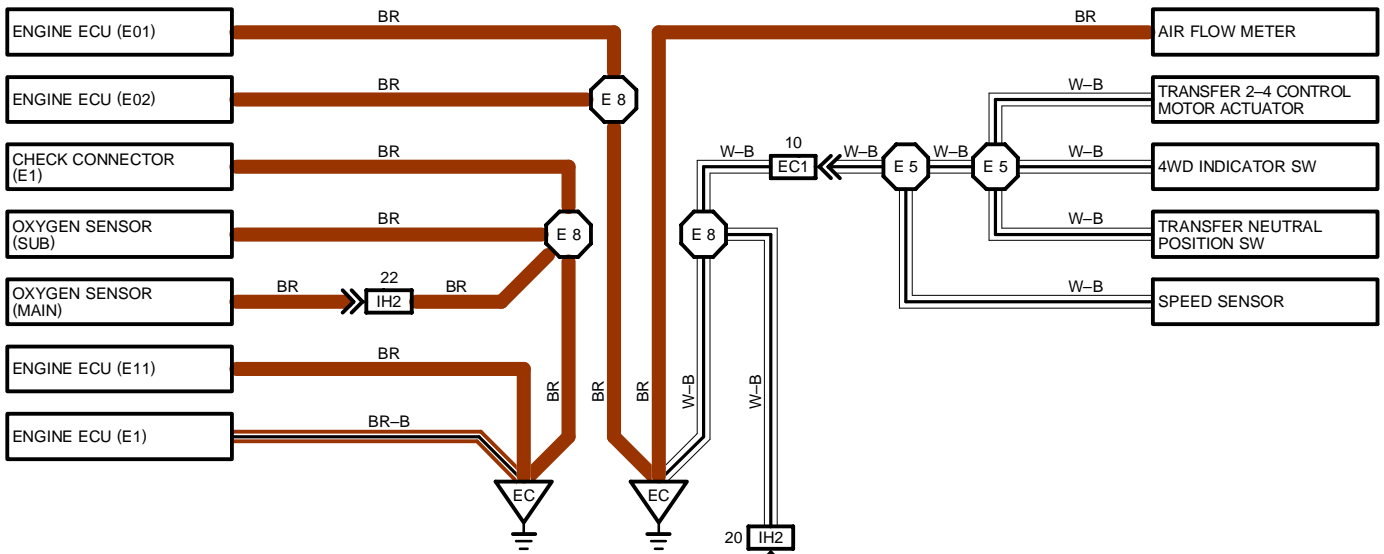 BR
BR
ENGINE ECU (E01)
AIR FLOW METER
BR
W–B
ENGINE ECU (E02)
E 8
TRANSFER 2–4 CONTROL
MOTOR ACTUATOR
CHECK CONNECTOR
(E1)
BR
W–B
10
EC1
W–B
E 5
W–B
E 5
W–B
4WD INDICATOR SW
OXYGEN SENSOR
(SUB)
BR
E 8
E 8
W–B
TRANSFER NEUTRAL
POSITION SW
OXYGEN SENSOR
(MAIN)
BR
22
IH2
BR
W–B
SPEED SENSOR
ENGINE ECU (E11)
BR
BR
BR
BR
W–B
W–B
ENGINE ECU (E1)
BR–B
EC
EC
20
IH2